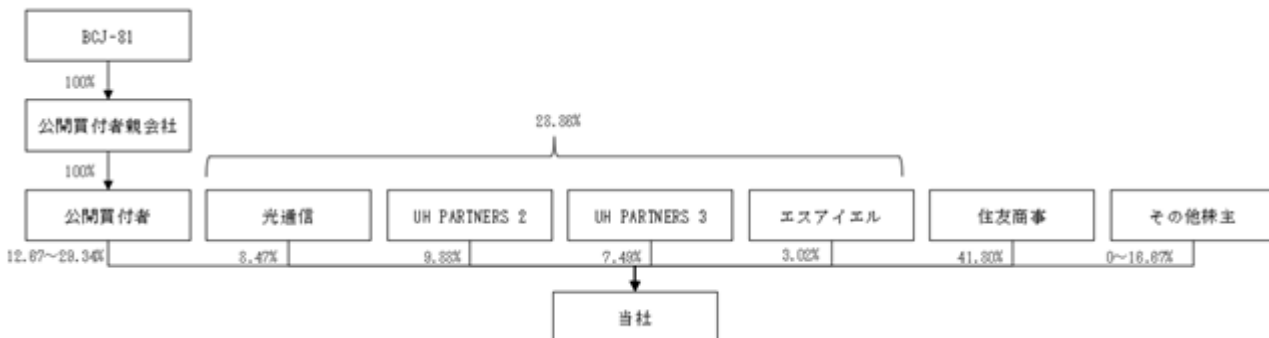 BCJ-81
100%
公開買付者親会社
28.86%
100%
公開買付者
光通信
UH PARTNERS 2
UH PARTNERS 3
エスアイエル
住友商事
その他株主
12.67～29.34%
8.47%
9.88%
7.49%
3.02%
41.80%
0～16.67%
当社